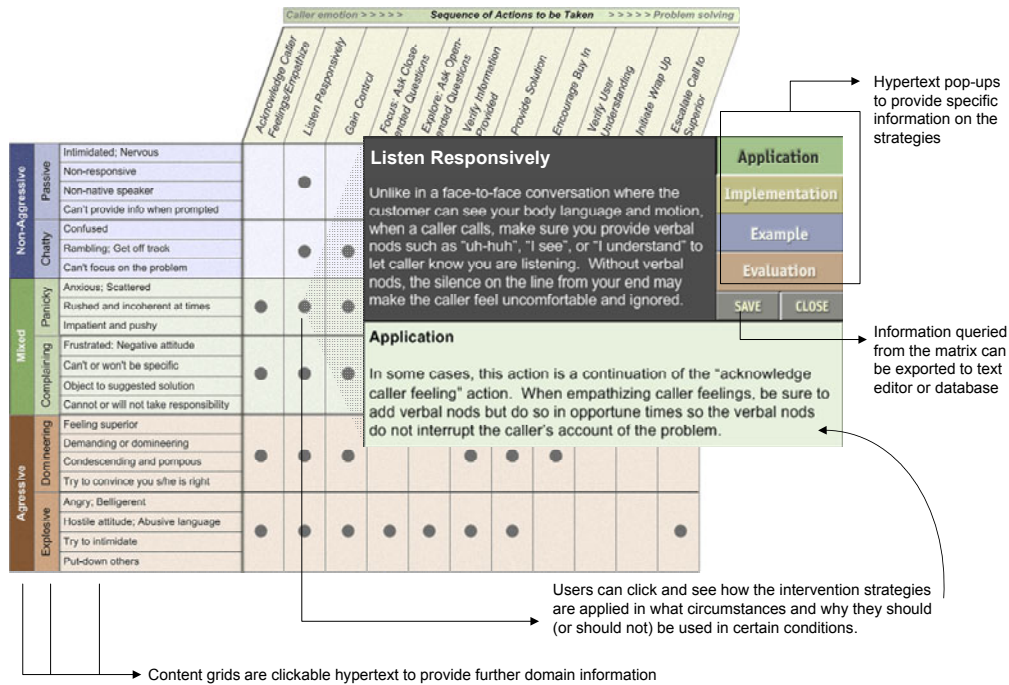 Caller emotion > > > > > Sequence of Actions to be Taken > > > > > Problem solving
Acknowledge Caller
Feelings/Empathize
Listen Responsively
Gain Control
Focus: Ask Close-
ended Questions
Explore: Ask Open-
ended Questions
Verify Information
Provided
Provide Solution
Encourage Buy In
Verify User
Understanding
Initiate Wrap Up
Escalate Call to
Superior
Hypertext pop-ups
to provide specific
information on the
strategies
Non-Aggressive
Passive
Intimidated; Nervous
Non-responsive
Non-native speaker
Can't provide info when prompted
Chatty
Confused
Rambling; Get off track
Can't focus on the problem
Mixed
Panicky
Anxious; Scattered
Rushed and incoherent at times
Impatient and pushy
Complaining
Frustrated; Negative attitude
Can't or won't be specific
Object to suggested solution
Cannot or will not take responsibility
Agressive
Domineering
Feeling superior
Demanding or domineering
Condescending and pompous
Try to convince you s/he is right
Explosive
Angry; Belligerent
Hostile attitude; Abusive language
Try to intimidate
Put-down others
Listen Responsively
Unlike in a face-to-face conversation where the
customer can see your body language and motion,
when a caller calls, make sure you provide verbal
nods such as "uh-huh", "I see", or "I understand" to
let caller know you are listening. Without verbal
nods, the silence on the line from your end may
make the caller feel uncomfortable and ignored.
Application
Implementation
Example
Evaluation
SAVE CLOSE
Application
In some cases, this action is a continuation of the "acknowledge
caller feeling" action. When empathizing caller feelings, be sure to
add verbal nods but do so in opportune times so the verbal nods
do not interrupt the caller's account of the problem.
Information queried
from the matrix can
be exported to text
editor or database
Users can click and see how the intervention strategies
are applied in what circumstances and why they should
(or should not) be used in certain conditions.
Content grids are clickable hypertext to provide further domain information